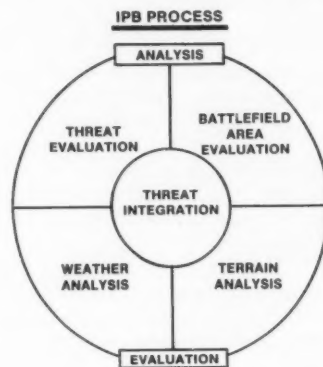 IPB PROCESS
ANALYSIS
THREAT
EVALUATION
BATTLEFIELD
AREA
EVALUATION
THREAT
INTEGRATION
WEATHER
ANALYSIS
TERRAIN
ANALYSIS
EVALUATION